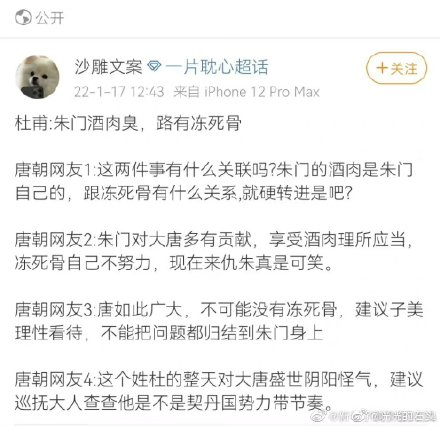 公开
沙雕文案 一片耽心超话
+关注
22-1-17 12:43 来自 iPhone 12 Pro Max
杜甫:朱门酒肉臭，路有冻死骨
唐朝网友1:这两件事有什么关联吗?朱门的酒肉是朱门
自己的，跟冻死骨有什么关系,就硬转进是吧?
唐朝网友2:朱门对大唐多有贡献，享受酒肉理所应当，
冻死骨自己不努力，现在来仇朱真是可笑。
唐朝网友3:唐如此广大，不可能没有冻死骨，建议子美
理性看待，不能把问题都归结到朱门身上
唐朝网友4:这个姓杜的整天对大唐盛世阴阳怪气，建议
巡抚大人查查他是不是契丹国势力带节奏。